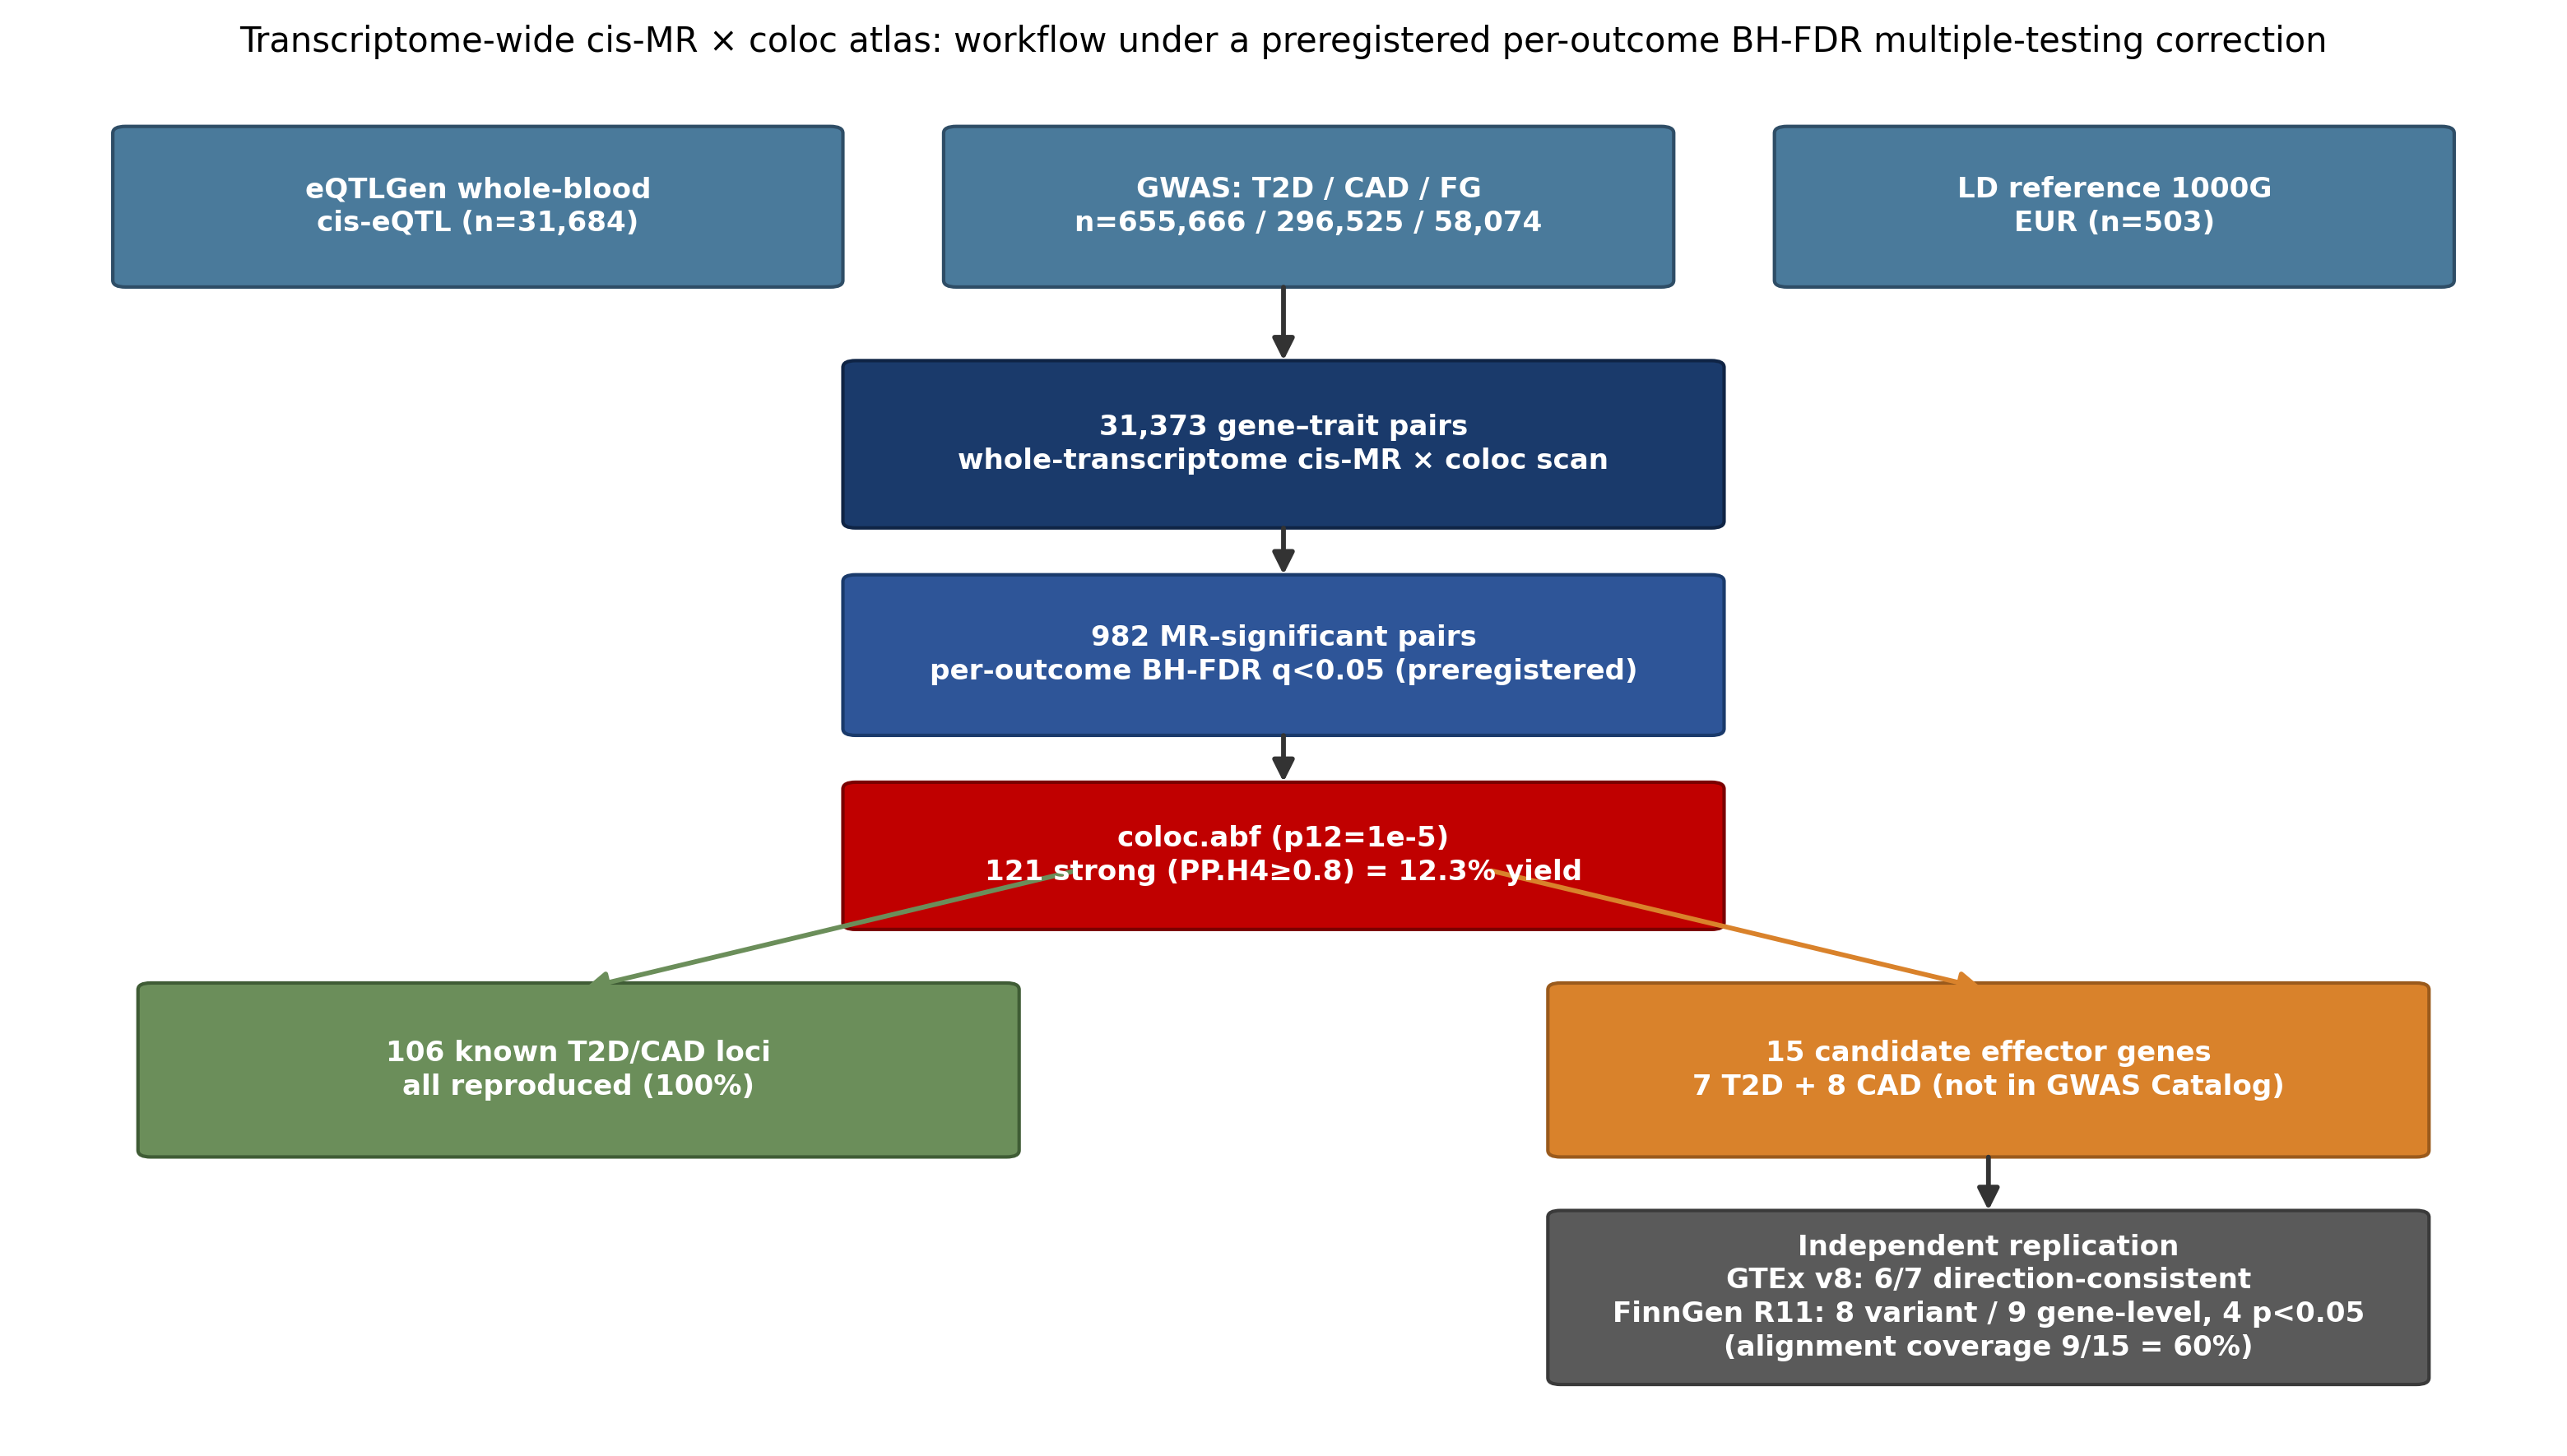 Transcriptome-wide cis-MR × coloc atlas: workflow under a preregistered per-outcome BH-FDR multiple-testing correction
eQTLGen whole-blood
cis-eQTL (n=31,684)
GWAS: T2D / CAD / FG
n=655,666 / 296,525 / 58,074
LD reference 1000G
EUR (n=503)
31,373 gene–trait pairs
whole-transcriptome cis-MR × coloc scan
982 MR-significant pairs
per-outcome BH-FDR q<0.05 (preregistered)
coloc.abf (p12=1e-5)
121 strong (PP.H4≥0.8) = 12.3% yield
106 known T2D/CAD loci
all reproduced (100%)
15 candidate effector genes
7 T2D + 8 CAD (not in GWAS Catalog)
Independent replication
GTEx v8: 6/7 direction-consistent
FinnGen R11: 8 variant / 9 gene-level, 4 p<0.05
(alignment coverage 9/15 = 60%)